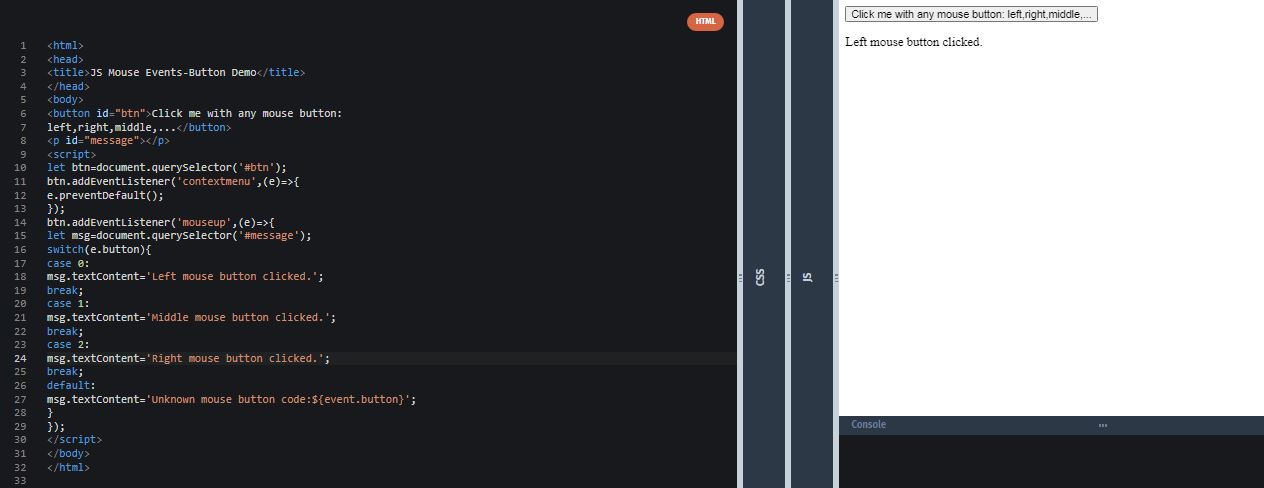 HTML
1 <html>
2 <head>
3 <title>JS Mouse Events-Button Demo</title>
4 </head>
5 <body>
6 <button id="btn">Click me with any mouse button:
7 left,right,middle,...</button>
8 <p id="message"></p>
9 <script>
10 let btn=document.querySelector('#btn');
11 btn.addEventListener('contextmenu',(e)=>{
12 e.preventDefault();
13 });
14 btn.addEventListener('mouseup',(e)=>{
15 let msg=document.querySelector('#message');
16 switch(e.button){
17 case 0:
18 msg.textContent='Left mouse button clicked.';
19 break;
20 case 1:
21 msg.textContent='Middle mouse button clicked.';
22 break;
23 case 2:
24 msg.textContent='Right mouse button clicked.';
25 break;
26 default:
27 msg.textContent='Unknown mouse button code:${event.button}';
28 }
29 });
30 </script>
31 </body>
32 </html>
33
CSS
JS
Click me with any mouse button: left,right,middle,...
Left mouse button clicked.
Console